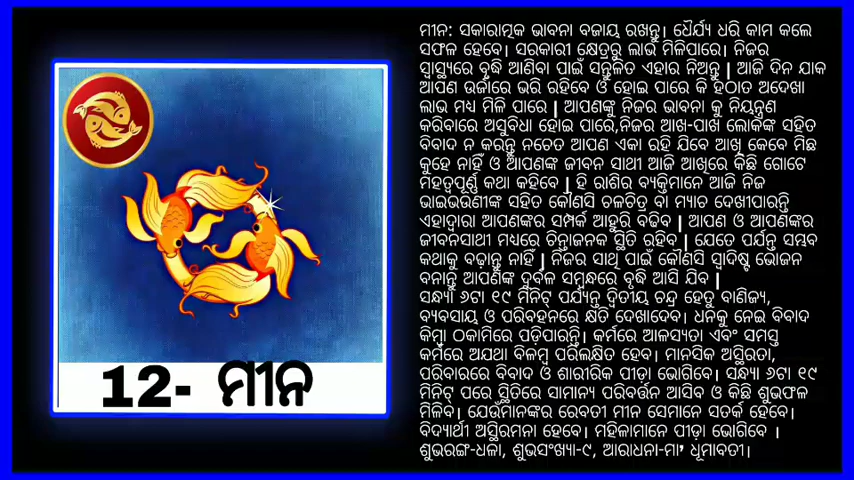 ମୀନ: ସକାରାତ୍ମକ ଭାବନା ବଜାୟ ରଖନ୍ତୁ। ଧୈର୍ଯ୍ୟ ଧରି କାମ କଲେ
ସଫଳ ହେବେ। ସରକାରୀ କ୍ଷେତ୍ରରୁ ଲାଭ ମିଳିପାରେ। ନିଜର
ସ୍ୱାସ୍ଥ୍ୟରେ ବୃଦ୍ଧି ଆଣିବା ପାଇଁ ସନ୍ତୁଳିତ ଏହାର ନିଅନ୍ତୁ | ଆଜି ଦିନ ଯାକ
ଆପଣ ଉର୍ଜାରେ ଭରି ରହିବେ ଓ ହୋଇ ପାରେ କି ହଠାତ ଅଦେଖା
ଲାଭ ମଧ୍ୟ ମିଳି ପାରେ | ଆପଣଙ୍କୁ ନିଜର ଭାବନା କୁ ନିୟନ୍ତ୍ରଣ
କରିବାରେ ଅସୁବିଧା ହୋଇ ପାରେ,ନିଜର ଆଖ-ପାଖ ଲୋକଙ୍କ ସହିତ
ବିବାଦ ନ କରନ୍ତୁ ନଚେତ ଆପଣ ଏକା ରହି ଯିବେ ଆଖି କେବେ ମିଛ
କୁହେ ନାହିଁ ଓ ଆପଣଙ୍କ ଜୀବନ ସାଥୀ ଆଜି ଆଖିରେ କିଛି ଗୋଟେ
ମହତ୍ୱପୂର୍ଣ୍ଣ କଥା କହିବେ | ହି ରାଶିର ବ୍ୟକ୍ତିମାନେ ଆଜି ନିଜ
ଭାଇଭଉଣୀଙ୍କ ସହିତ କୌଣସି ଚଳଚିତ୍ର ବା ମ୍ୟାଚ ଦେଖୀପାରନ୍ତି
ଏହାଦ୍ୱାରା ଆପଣଙ୍କର ସମ୍ପର୍କ ଆହୁରି ବଢିବ | ଆପଣ ଓ ଆପଣଙ୍କର
ଜୀବନସାଥୀ ମଧ୍ୟରେ ଚିନ୍ତାଜନକ ସ୍ଥିତି ରହିବ | ଯେତେ ପର୍ଯ୍ୟନ୍ତ ସମ୍ଭବ
କଥାକୁ ବଢ଼ାନ୍ତୁ ନାହିଁ | ନିଜର ସାଥି ପାଇଁ କୌଣସି ସ୍ୱାଦିଷ୍ଟ ଭୋଜନ
ବନାନ୍ତୁ ଆପଣଙ୍କ ଦୁର୍ବଳ ସମ୍ବନ୍ଧରେ ବୃଦ୍ଧି ଆସି ଯିବ |
ସନ୍ଧ୍ୟା ୬ଟା ୧୯ ମିନିଟ୍ ପର୍ଯ୍ୟନ୍ତ ଦ୍ୱିତୀୟ ଚନ୍ଦ୍ର ହେତୁ ବାଣିଜ୍ୟ,
ବ୍ୟବସାୟ ଓ ପରିବହନରେ କ୍ଷତି ଦେଖାଦେବ। ଧନକୁ ନେଇ ବିବାଦ
କିମ୍ବା ଠକାମିରେ ପଡ଼ିପାରନ୍ତି। କର୍ମରେ ଆଳସ୍ୟତା ଏବଂ ସମସ୍ତ
କର୍ମରେ ଅଯଥା ବିଳମ୍ବ ପରିଲକ୍ଷିତ ହେବ। ମାନସିକ ଅସ୍ଥିରତା,
ପରିବାରରେ ବିବାଦ ଓ ଶାରୀରିକ ପୀଡ଼ା ଭୋଗିବେ। ସନ୍ଧ୍ୟା ୬ଟା ୧୯
ମିନିଟ୍ ପରେ ସ୍ଥିତିରେ ସାମାନ୍ୟ ପରିବର୍ତ୍ତନ ଆସିବ ଓ କିଛି ଶୁଭଫଳ
ମିଳିବ। ଯେଉଁମାନଙ୍କର ରେବତୀ ମୀନ ସେମାନେ ସତର୍କ ହେବେ।
ବିଦ୍ୟାର୍ଥୀ ଅସ୍ଥିରମନା ହେବେ। ମହିଳାମାନେ ପୀଡ଼ା ଭୋଗିବେ ।
ଶୁଭରଙ୍ଗ-ଧଳା, ଶୁଭସଂଖ୍ୟା-୯, ଆରାଧନା-ମା' ଧୂମାବତୀ।
12- ମୀନ